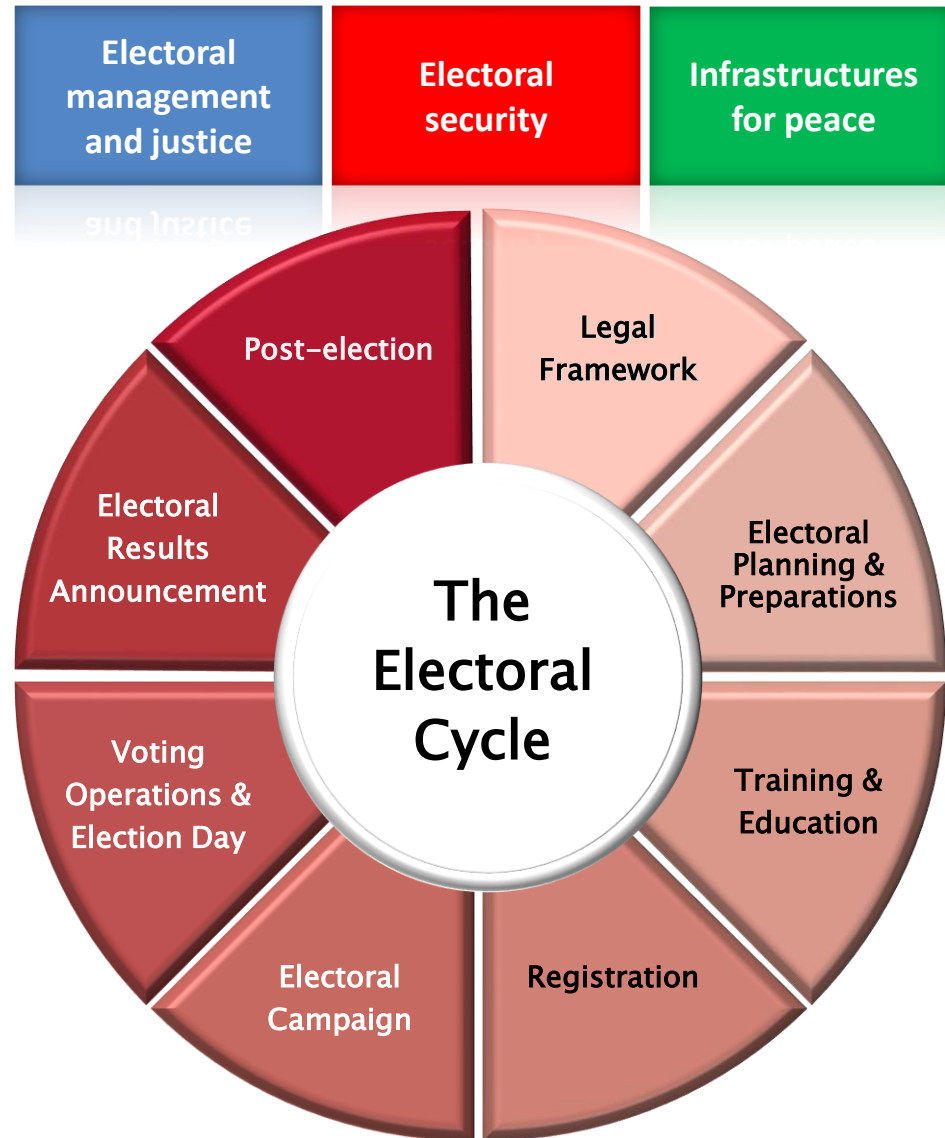 Electoral
management
and justice
Electoral
security
Infrastructures
for peace
Legal
Framework
Electoral
Planning &
Preparations
Training &
Education
Registration
Electoral
Campaign
Voting
Operations &
Election Day
Electoral
Results
Announcement
Post-election
The
Electoral
Cycle